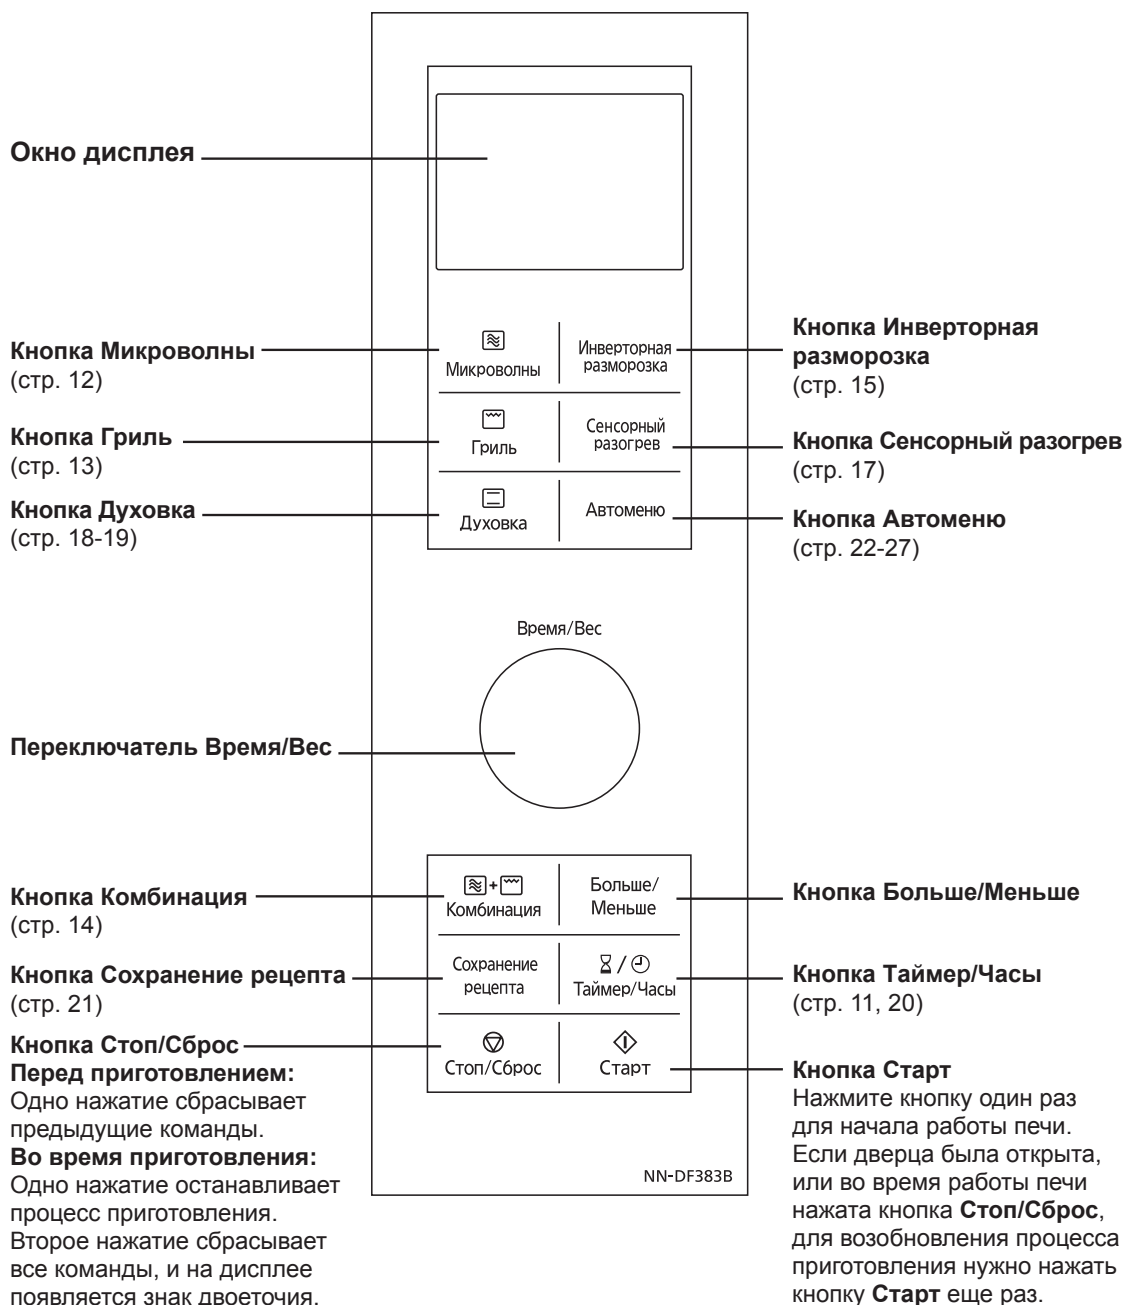 Окно дисплея
Кнопка Микроволны
(стр. 12)
Кнопка Гриль
(стр. 13)
Кнопка Духовка
(стр. 18-19)
Микроволны
Инверторная
разморозка
Гриль
Сенсорный
разогрев
Духовка
Автоменю
Кнопка Инверторная
разморозка
(стр. 15)
Кнопка Сенсорный разогрев
(стр. 17)
Кнопка Автоменю
(стр. 22-27)
Время/Вес
Переключатель Время/Вес
Кнопка Комбинация
(стр. 14)
Кнопка Сохранение рецепта
(стр. 21)
Кнопка Стоп/Сброс
Перед приготовлением:
Одно нажатие сбрасывает
предыдущие команды.
Во время приготовления:
Одно нажатие останавливает
процесс приготовления.
Второе нажатие сбрасывает
все команды, и на дисплее
появляется знак двоеточия.
+
Комбинация
Больше/
Меньше
Сохранение
рецепта
/
Таймер/Часы
Стоп/Сброс
Старт
NN-DF383B
Кнопка Больше/Меньше
Кнопка Таймер/Часы
(стр. 11, 20)
Кнопка Старт
Нажмите кнопку один раз
для начала работы печи.
Если дверца была открыта,
или во время работы печи
нажата кнопка Стоп/Сброс,
для возобновления процесса
приготовления нужно нажать
кнопку Старт еще раз.